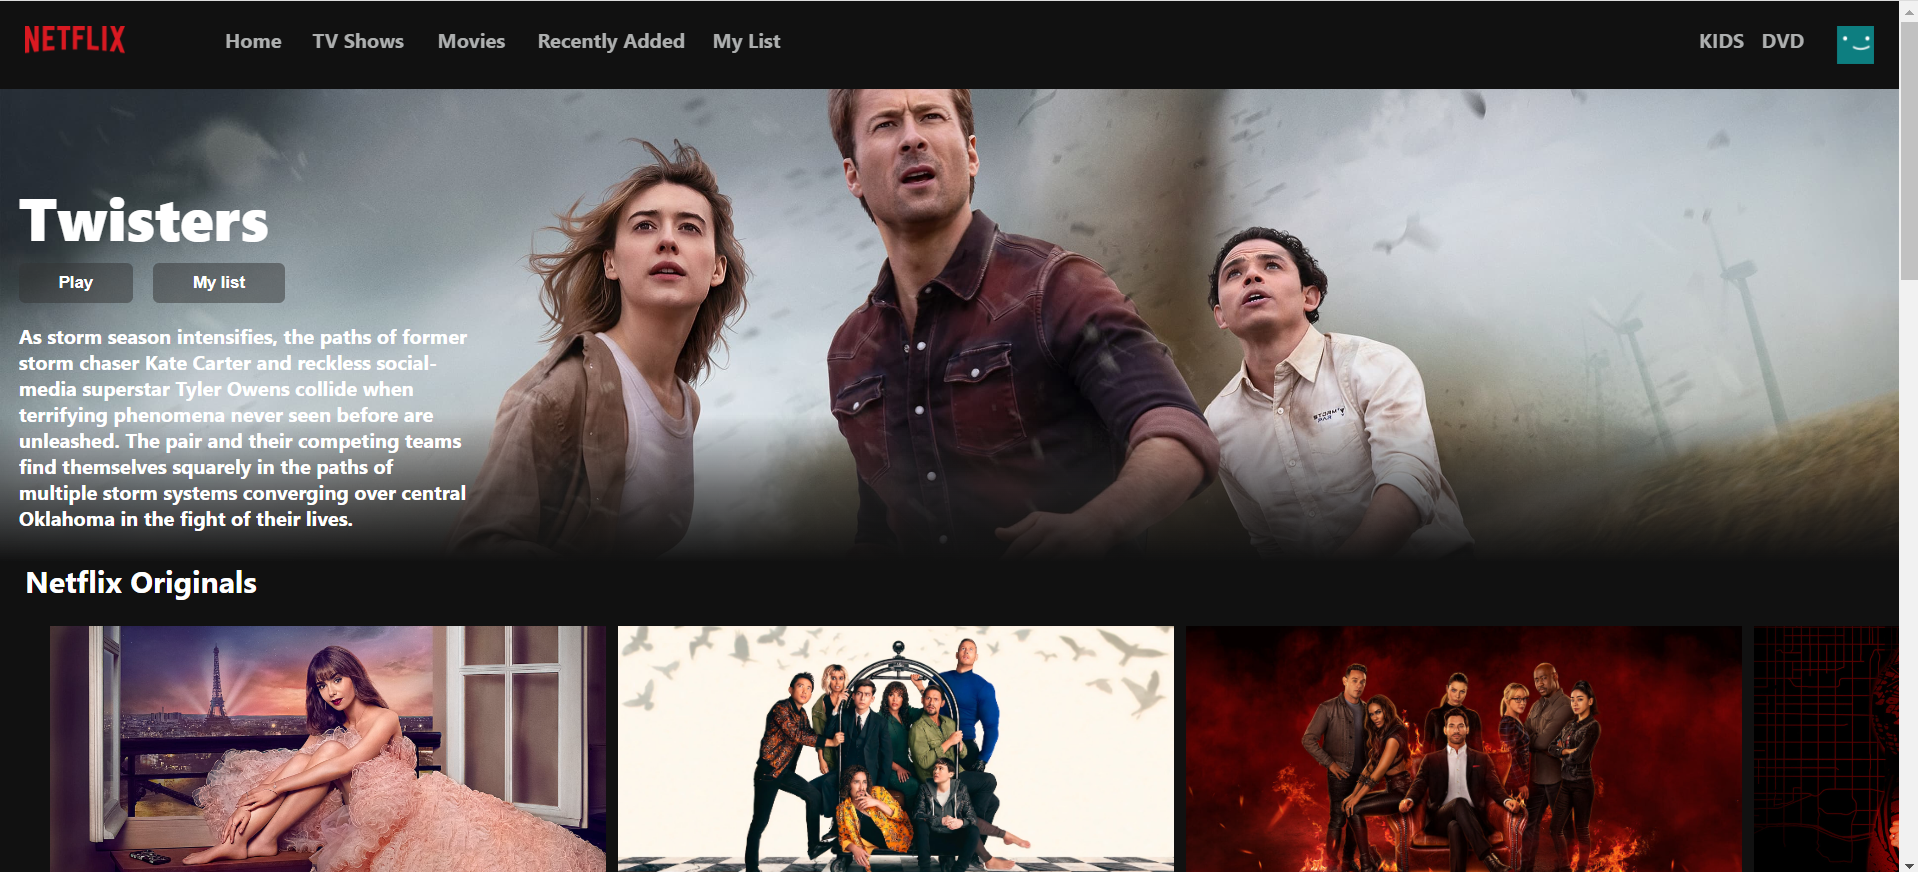 NETFLIX
Home TV Shows Movies Recently Added My List
KIDS DVD
Twisters
Play My list
As storm season intensifies, the paths of former
storm chaser Kate Carter and reckless social-
media superstar Tyler Owens collide when
terrifying phenomena never seen before are
unleashed. The pair and their competing teams
find themselves squarely in the paths of
multiple storm systems converging over central
Oklahoma in the fight of their lives.
STORM
PAR
Netflix Originals